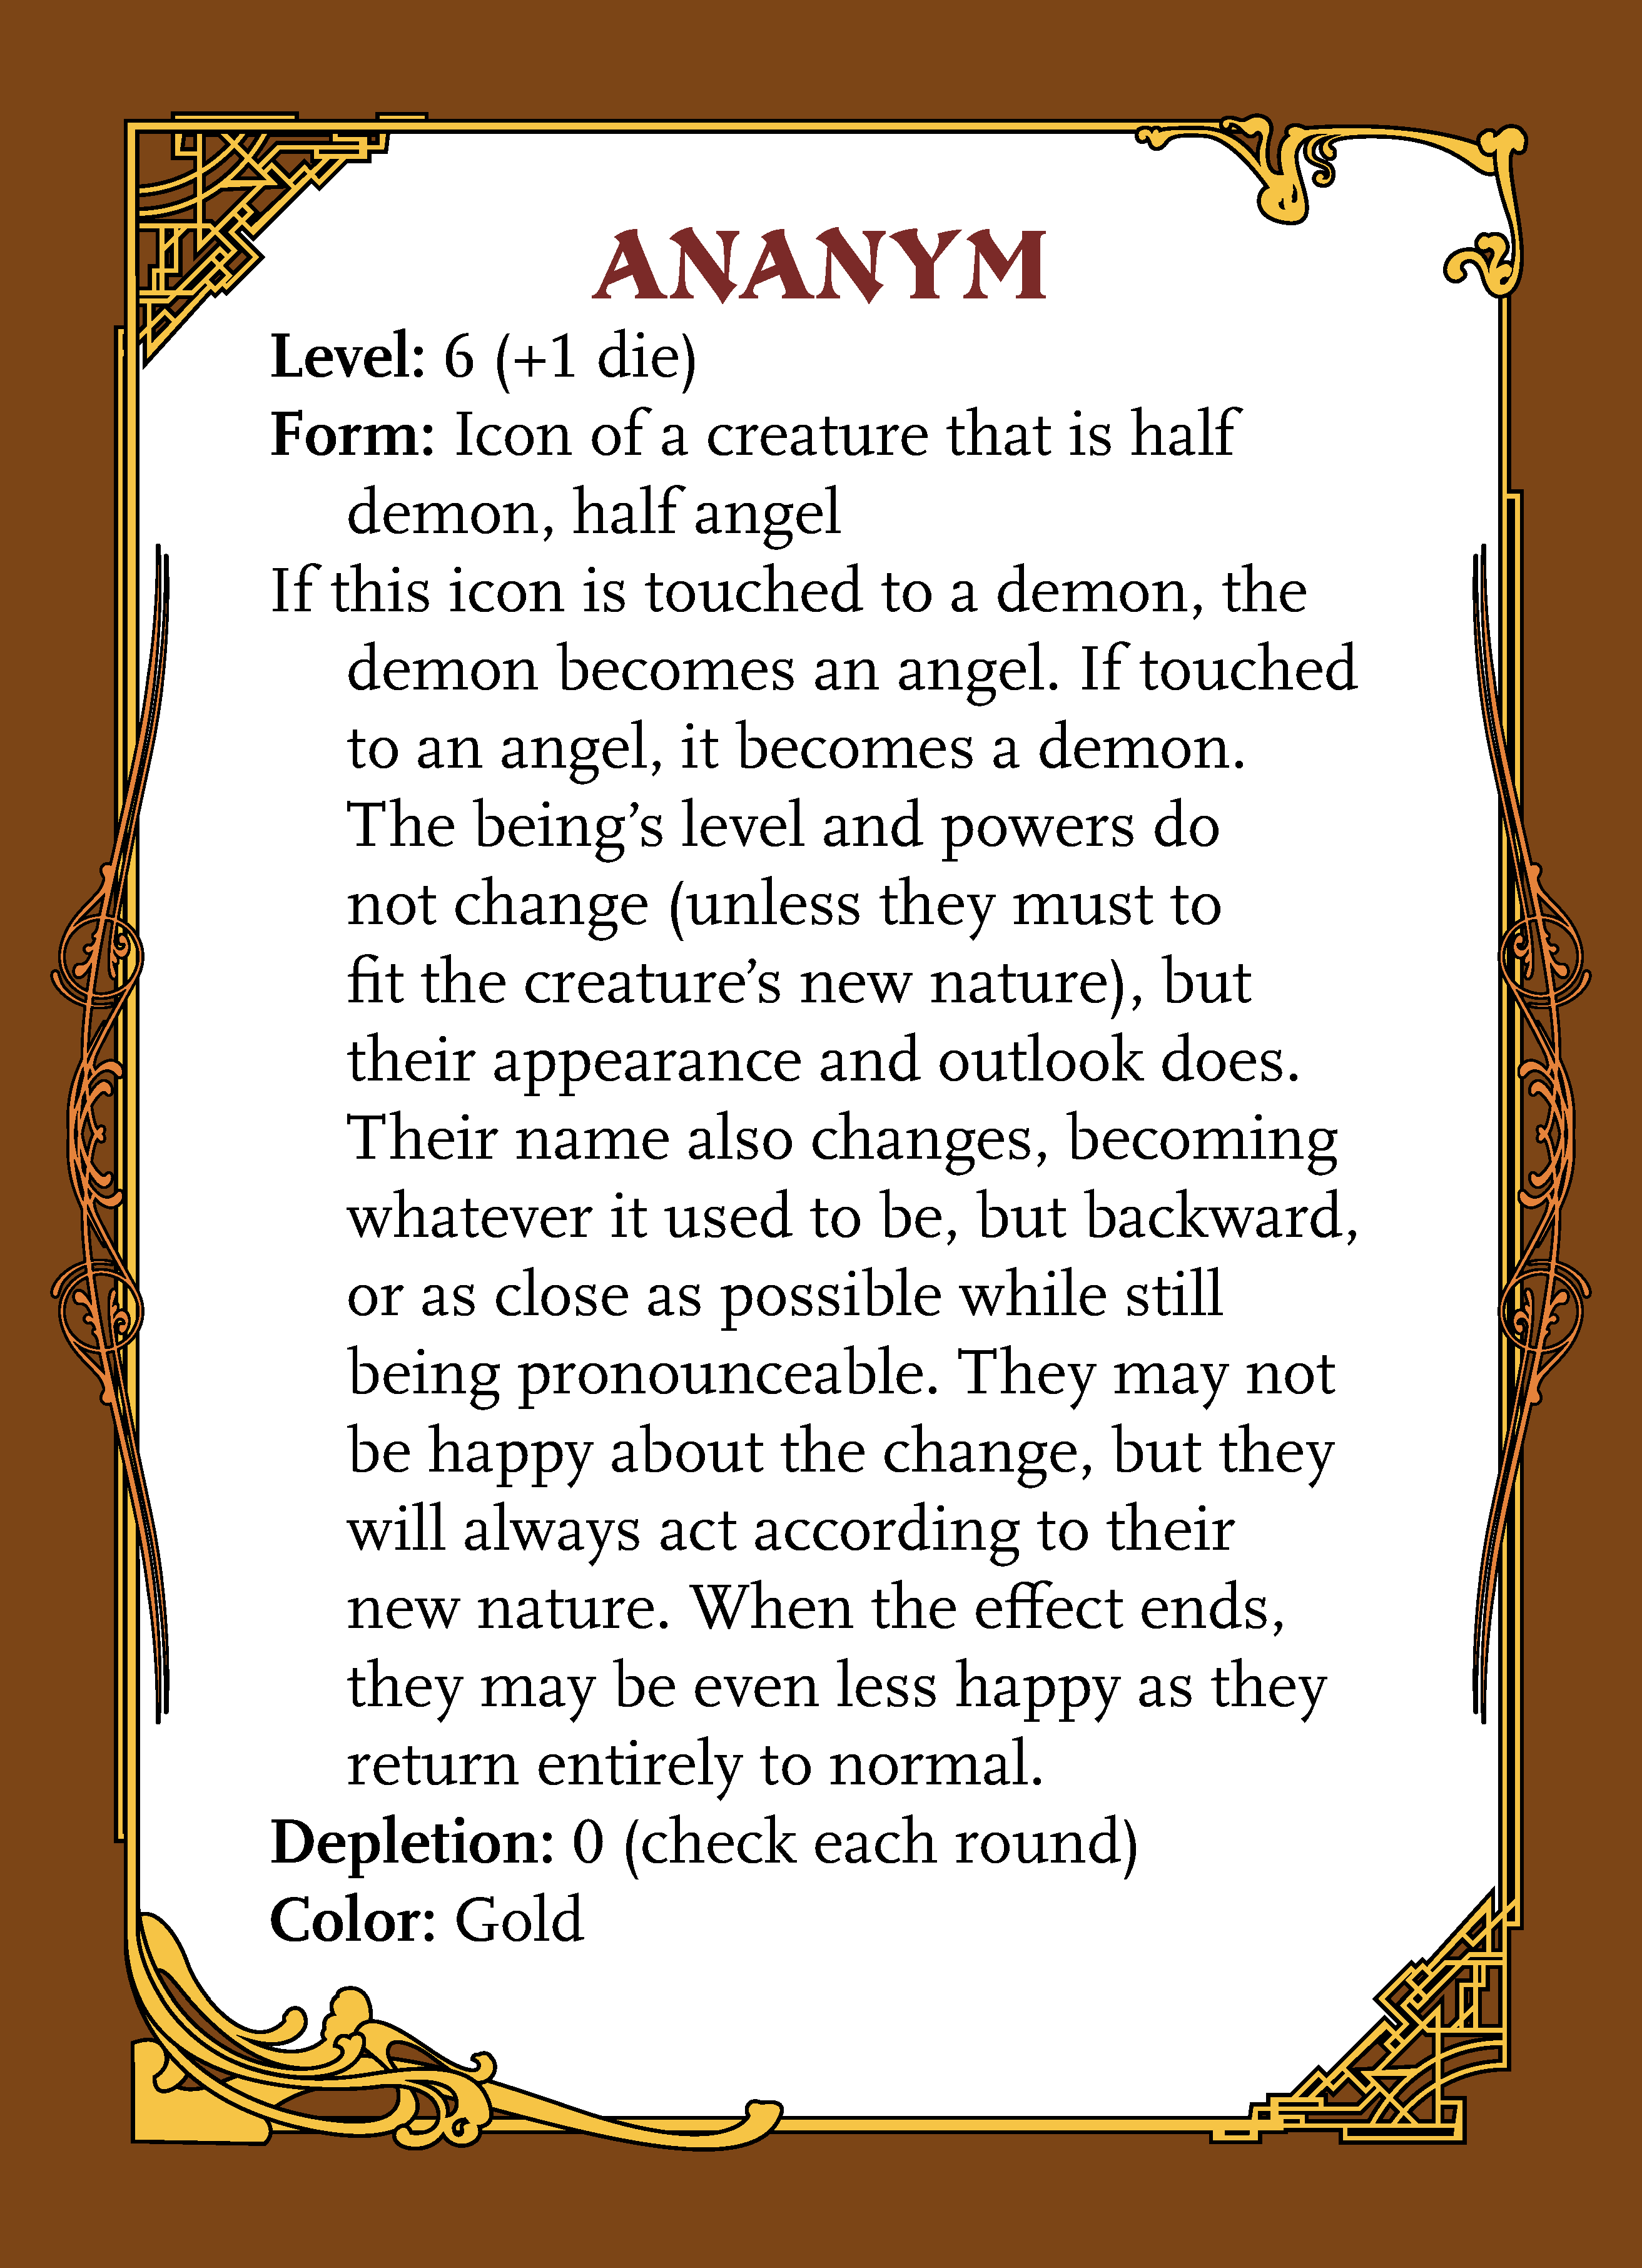 ANANYM
Level: 6 (+1 die)
Form: Icon of a creature that is half
demon, half angel
If this icon is touched to a demon, the
demon becomes an angel. If touched
to an angel, it becomes a demon.
The being’s level and powers do
not change (unless they must to
fit the creature’s new nature), but
their appearance and outlook does.
Their name also changes, becoming
whatever it used to be, but backward,
or as close as possible while still
being pronounceable. They may not
be happy about the change, but they
will always act according to their
new nature. When the effect ends,
they may be even less happy as they
return entirely to normal.
Depletion: 0 (check each round)
Color: Gold